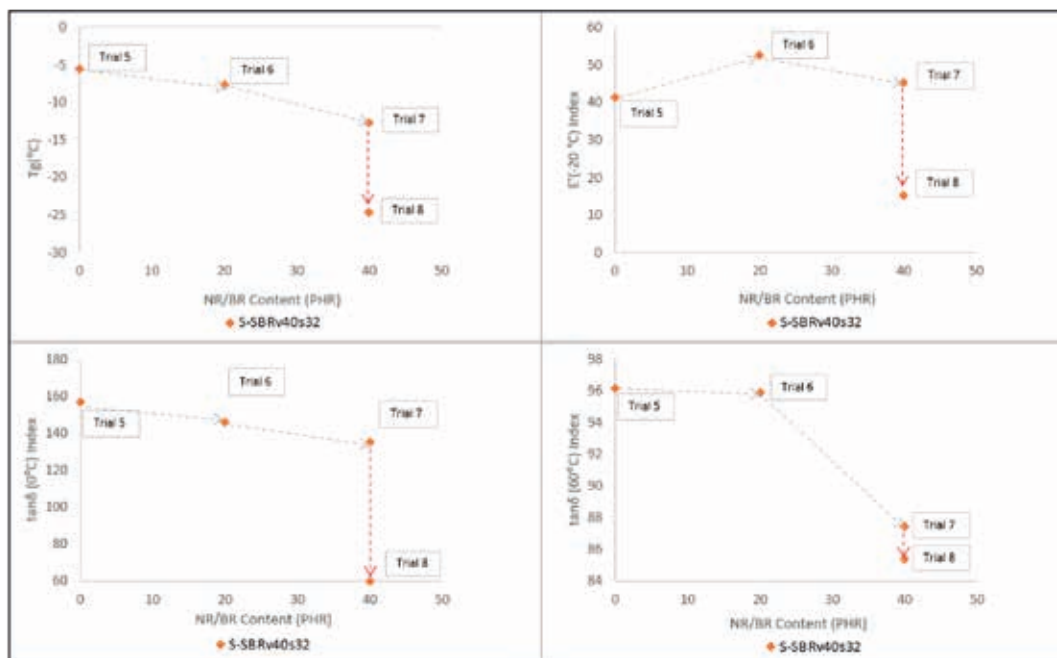 Tg(°C)
0
-5
-10
-15
-20
-25
-30
Trial 5
Trial 6
Trial 7
Trial 8
0 10 20 30 40 50
NR/BR Content (PHR)
S-SBRv40s32
E'(-20 °C) Index
60
50
40
30
20
10
0
Trial 5
Trial 6
Trial 7
Trial 8
0 10 20 30 40 50
NR/BR Content (PHR)
S-SBRv40s32
tanδ (0°C) Index
180
160
140
120
100
80
60
Trial 5
Trial 6
Trial 7
Trial 8
0 10 20 30 40 50
NR/BR Content (PHR)
S-SBRv40s32
tanδ (60°C) Index
98
96
94
92
90
88
86
84
Trial 5
Trial 6
Trial 7
Trial 8
0 10 20 30 40 50
NR/BR Content (PHR)
S-SBRv40s32